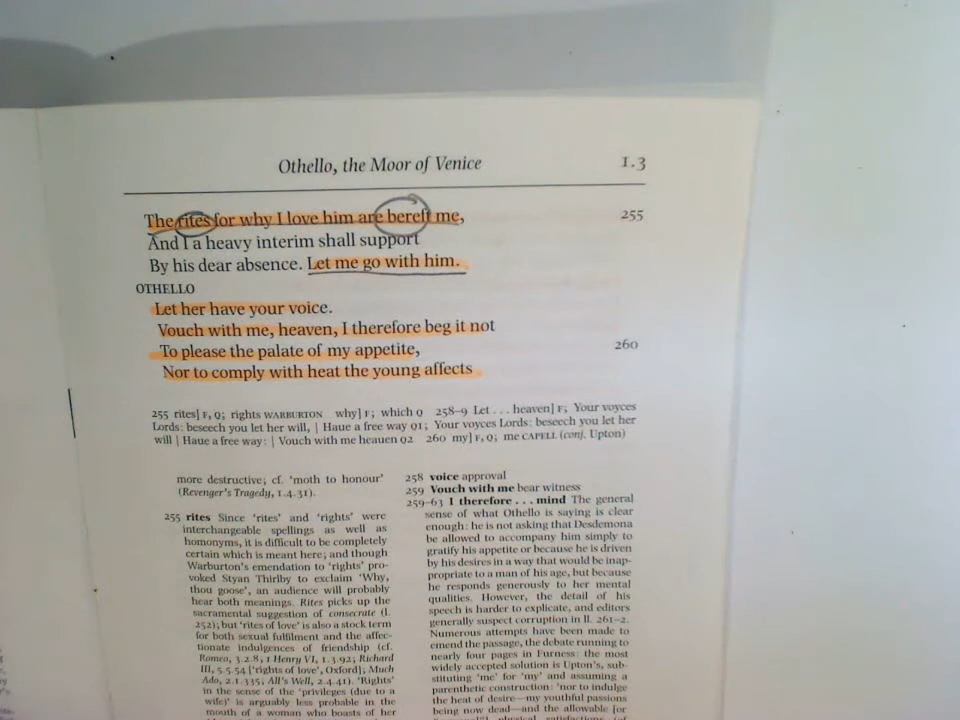 Othello, the Moor of Venice 1.3
The rites for why I love him are bereft me, 255
And I a heavy interim shall support
By his dear absence. Let me go with him.
OTHELLO
Let her have your voice.
Vouch with me, heaven, I therefore beg it not
To please the palate of my appetite, 260
Nor to comply with heat the young affects
255 rites] F, Q; rights WARBURTON why] F; which Q 258–9 Let . . . heaven] F; Your voyces
Lords: beseech you let her will, | Haue a free way Q1; Your voyces Lords: beseech you let her
will | Haue a free way: | Vouch with me heauen Q2 260 my] F, Q; me CAPELL (conj. Upton)
more destructive; cf. ‘moth to honour’
(Revenger's Tragedy, 1.4.31).
255 rites Since ‘rites’ and ‘rights’ were
interchangeable spellings as well as
homonyms, it is difficult to be completely
certain which is meant here; and though
Warburton's emendation to ‘rights’ pro-
voked Styan Thirlby to exclaim ‘Why,
thou goose’, an audience will probably
hear both meanings. Rites picks up the
sacramental suggestion of consecrate (l.
252); but ‘rites of love’ is also a stock term
for both sexual fulfilment and the affec-
tionate indulgences of friendship (cf.
Romeo, 3.2.8; 1 Henry VI, 1.3.92; Richard
III, 5.5.54 [‘rights of love’, Oxford]; Much
Ado, 2.1.335; All's Well, 2.4.41). ‘Rights’
in the sense of the ‘privileges (due to a
wife)’ is arguably less probable in the
mouth of a woman who boasts of her
258 voice approval
259 Vouch with me bear witness
259–63 I therefore . . . mind The general
sense of what Othello is saying is clear
enough: he is not asking that Desdemona
be allowed to accompany him simply to
gratify his appetite or because he is driven
by his desires in a way that would be inap-
propriate to a man of his age, but because
he responds generously to her mental
qualities. However, the detail of his
speech is harder to explicate, and editors
generally suspect corruption in ll. 261–2.
Numerous attempts have been made to
emend the passage, the debate running to
nearly four pages in Furness: the most
widely accepted solution is Upton's, sub-
stituting ‘me’ for ‘my’ and assuming a
parenthetic construction: ‘nor to indulge
the heat of desire—my youthful passions
being now dead—and the allowable [or
physical satisfactions (of